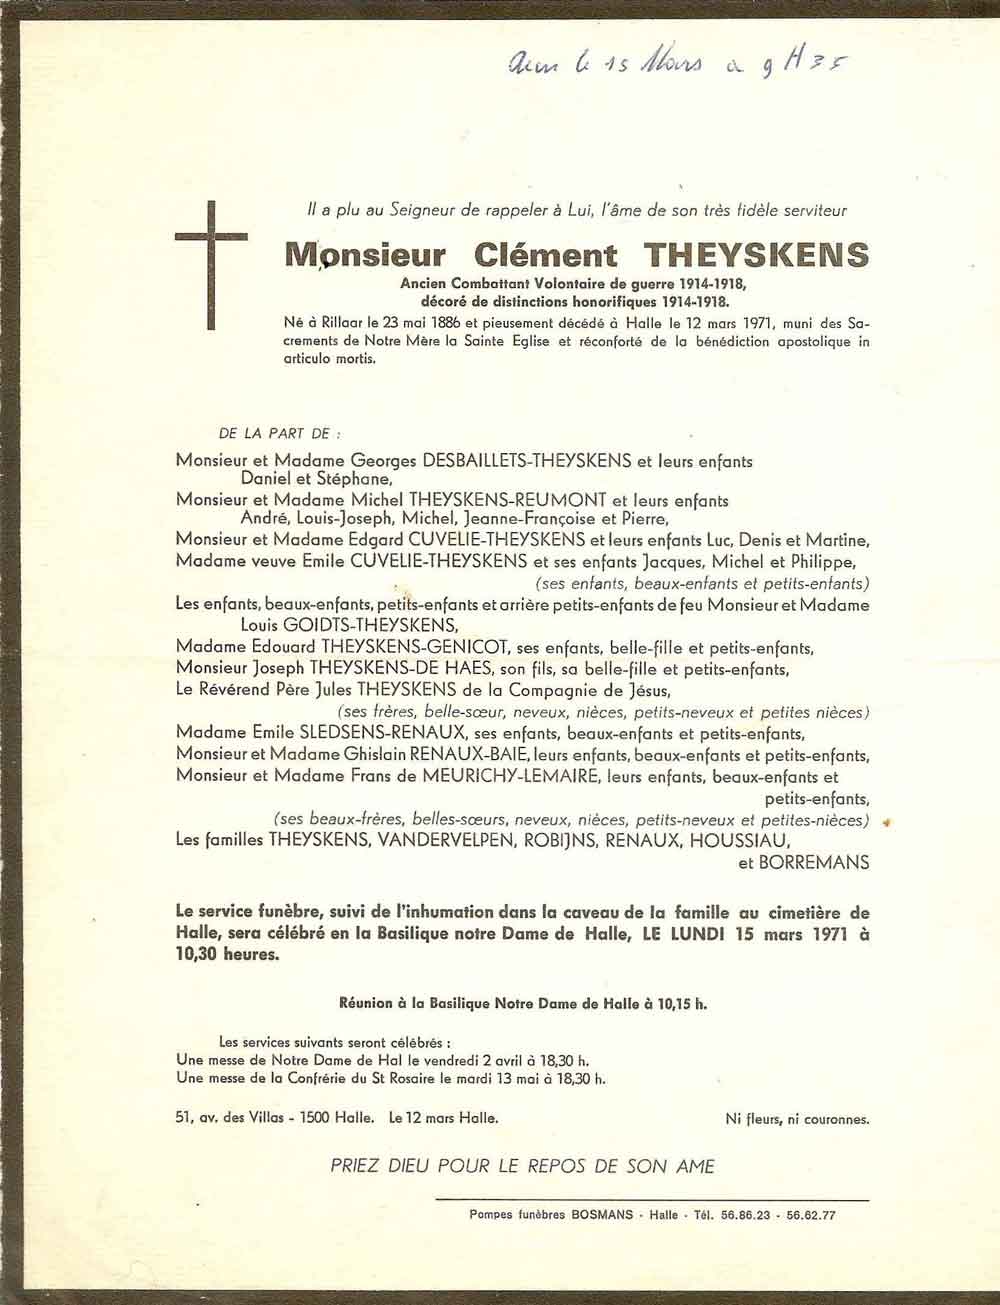 le 15 Mars a 9 H 35
Il a plu au Seigneur de rappeler à Lui, l'âme de son très fidèle serviteur
Monsieur Clément THEYSKENS
Ancien Combattant Volontaire de guerre 1914-1918,
décoré de distinctions honorifiques 1914-1918.
Né à Rillaar le 23 mai 1886 et pieusement décédé à Halle le 12 mars 1971, muni des Sa-
crements de Notre Mère la Sainte Eglise et réconforté de la bénédiction apostolique in
articulo mortis.
DE LA PART DE :
Monsieur et Madame Georges DESBAILLETS-THEYSKENS et leurs enfants
Daniel et Stéphane,
Monsieur et Madame Michel THEYSKENS-REUMONT et leurs enfants
André, Louis-Joseph, Michel, Jeanne-Françoise et Pierre,
Monsieur et Madame Edgard CUVELIE-THEYSKENS et leurs enfants Luc, Denis et Martine,
Madame veuve Emile CUVELIE-THEYSKENS et ses enfants Jacques, Michel et Philippe,
(ses enfants, beaux-enfants et petits-enfants)
Les enfants, beaux-enfants, petits-enfants et arrière petits-enfants de feu Monsieur et Madame
Louis GOIDTS-THEYSKENS,
Madame Edouard THEYSKENS-GENICOT, ses enfants, belle-fille et petits-enfants,
Monsieur Joseph THEYSKENS-DE HAES, son fils, sa belle-fille et petits-enfants,
Le Révérend Père Jules THEYSKENS de la Compagnie de Jésus,
(ses frères, belle-sœur, neveux, nièces, petits-neveux et petites nièces)
Madame Emile SLEDSENS-RENAUX, ses enfants, beaux-enfants et petits-enfants,
Monsieur et Madame Ghislain RENAUX-BAIE, leurs enfants, beaux-enfants et petits-enfants,
Monsieur et Madame Frans de MEURICHY-LEMAIRE, leurs enfants, beaux-enfants et
petits-enfants,
(ses beaux-frères, belles-sœurs, neveux, nièces, petits-neveux et petites-nièces)
Les familles THEYSKENS, VANDERVELPEN, ROBIJNS, RENAUX, HOUSSIAU,
et BORREMANS
Le service funèbre, suivi de l'inhumation dans la caveau de la famille au cimetière de
Halle, sera célébré en la Basilique notre Dame de Halle, LE LUNDI 15 mars 1971 à
10,30 heures.
Réunion à la Basilique Notre Dame de Halle à 10,15 h.
Les services suivants seront célébrés :
Une messe de Notre Dame de Hal le vendredi 2 avril à 18,30 h.
Une messe de la Confrérie du St Rosaire le mardi 13 mai à 18,30 h.
51, av. des Villas - 1500 Halle. Le 12 mars Halle. Ni fleurs, ni couronnes.
PRIEZ DIEU POUR LE REPOS DE SON AME
Pompes funèbres BOSMANS - Halle - Tél. 56.86.23 - 56.62.77